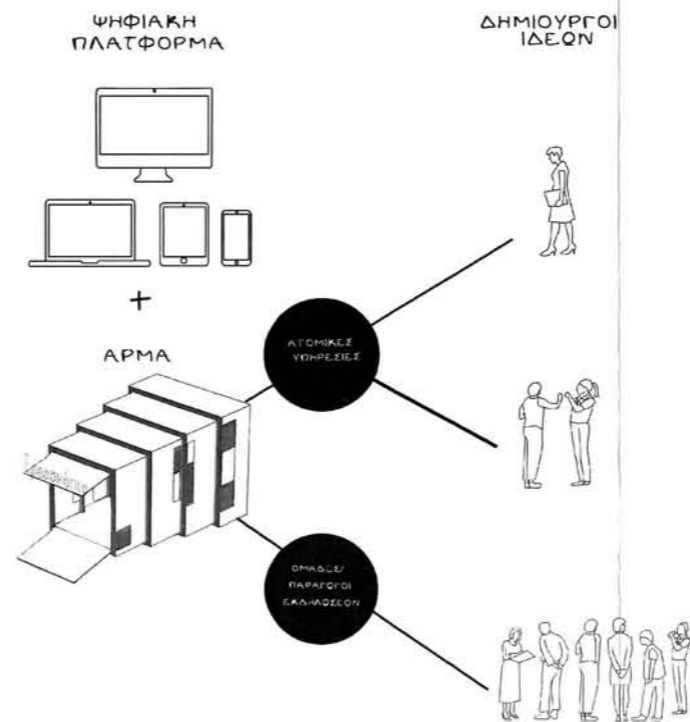 ΨΗΦΙΑΚΗ
ΠΛΑΤΦΟΡΜΑ
ΔΗΜΙΟΥΡΓΟΙ
ΙΔΕΩΝ
+
ΑΡΜΑ
ΑΤΟΜΙΚΕΣ
ΥΠΗΡΕΣΙΕΣ
ΟΜΑΔΕΣ/
ΠΑΡΑΓΩΓΟΙ
ΕΚΔΗΛΩΣΕΩΝ